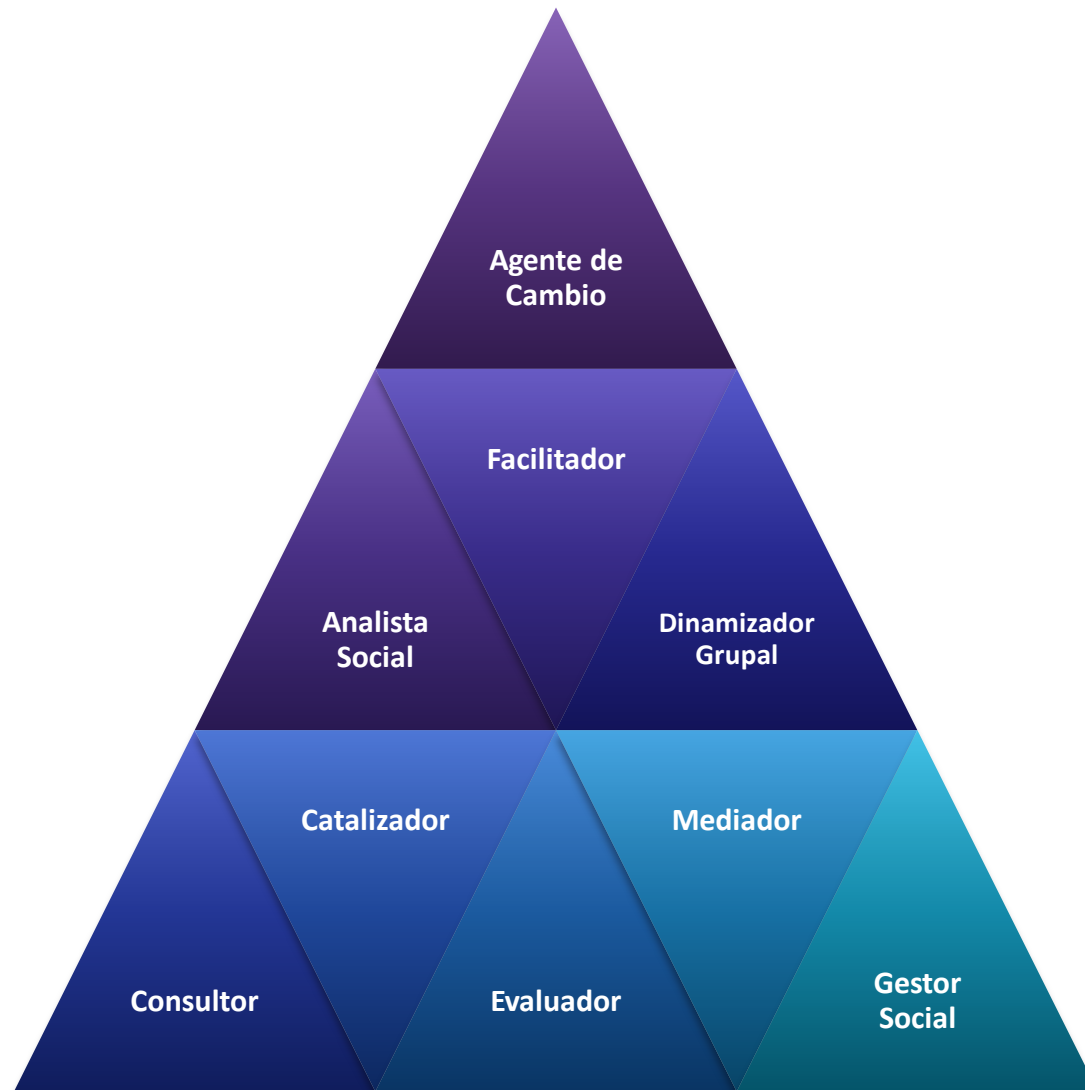 Agente de
Cambio
Facilitador
Analista
Social
Dinamizador
Grupal
Catalizador
Mediador
Consultor
Evaluador
Gestor
Social